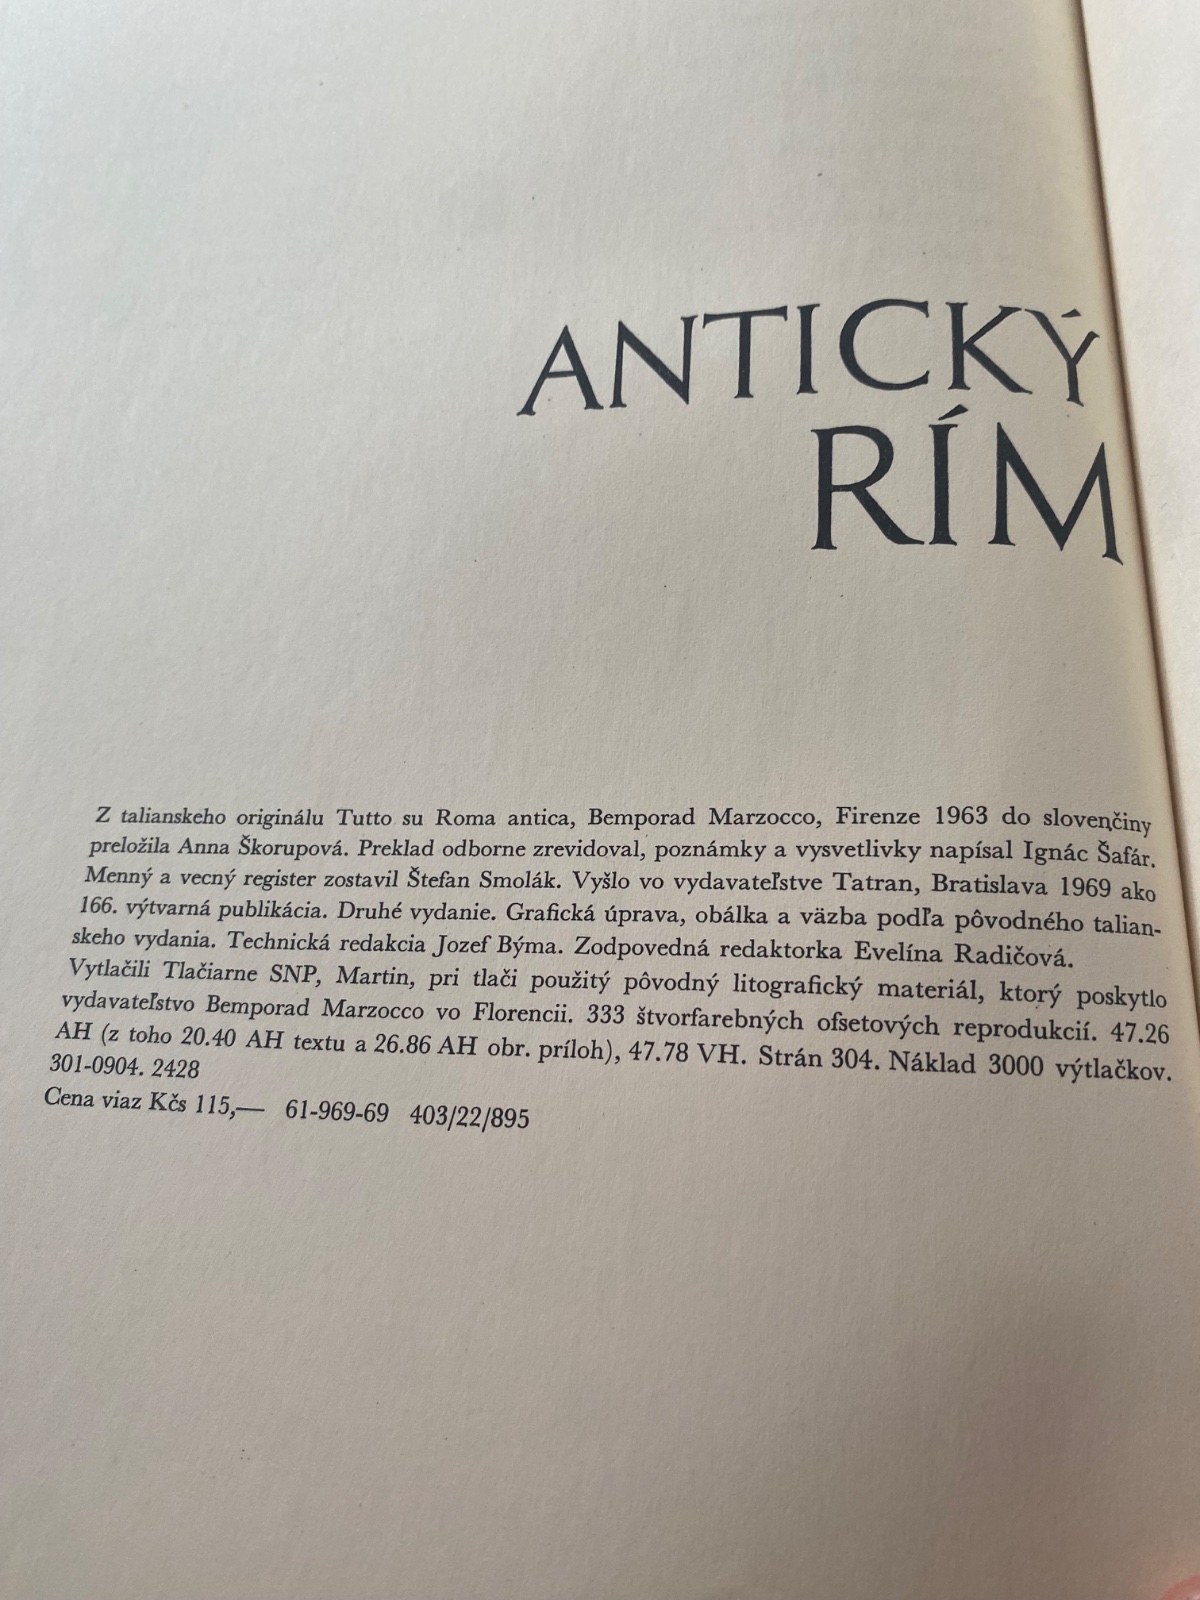 ANTICKÝ
RÍM
Z talianskeho originálu Tutto su Roma antica, Bemporad Marzocco, Firenze 1963 do slovenčiny
preložila Anna Škorupová. Preklad odborne zrevidoval, poznámky a vysvetlivky napísal Ignác Šafár.
Menný a vecný register zostavil Štefan Smolák. Vyšlo vo vydavateľstve Tatran, Bratislava 1969 ako
166. výtvarná publikácia. Druhé vydanie. Grafická úprava, obálka a väzba podľa pôvodného talian-
skeho vydania. Technická redakcia Jozef Býma. Zodpovedná redaktorka Evelína Radičová.
Vytlačili Tlačiarne SNP, Martin, pri tlači použitý pôvodný litografický materiál, ktorý poskytlo
vydavateľstvo Bemporad Marzocco vo Florencii. 333 štvorfarebných ofsetových reprodukcií. 47.26
AH (z toho 20.40 AH textu a 26.86 AH obr. príloh), 47.78 VH. Strán 304. Náklad 3000 výtlačkov.
301-0904. 2428
Cena viaz Kčs 115,— 61-969-69 403/22/895